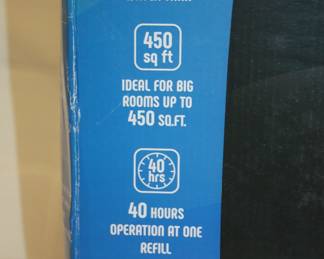 450
sq ft
IDEAL FOR BIG
ROOMS UP TO
450 SQ.FT.
40
hrs
40 HOURS
OPERATION AT ONE
REFILL